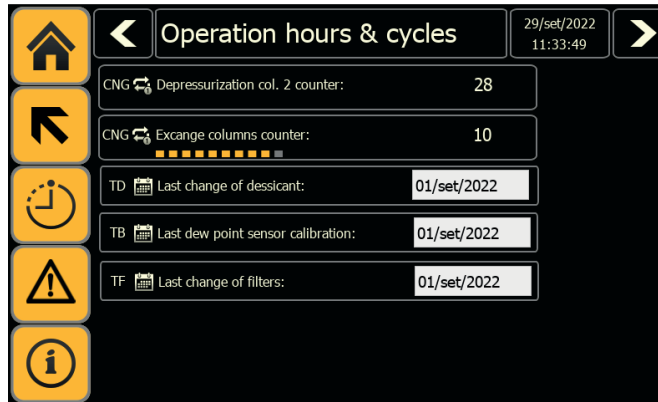 Operation hours & cycles
29/set/2022
11:33:49
CNG Depressurization col. 2 counter: 28
CNG Excange columns counter: 10
TD Last change of dessicant: 01/set/2022
TB Last dew point sensor calibration: 01/set/2022
TF Last change of filters: 01/set/2022